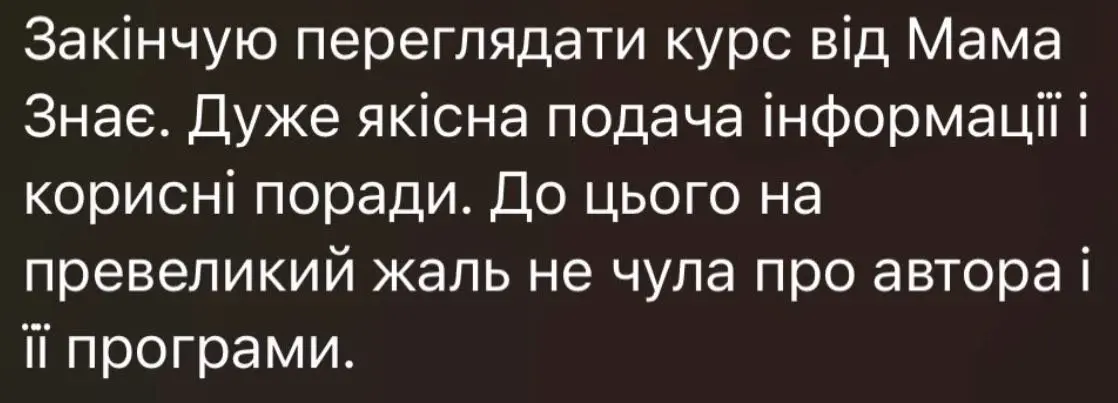 Закінчую переглядати курс від Мама
Знає. Дуже якісна подача інформації і
корисні поради. До цього на
превеликий жаль не чула про автора і
її програми.